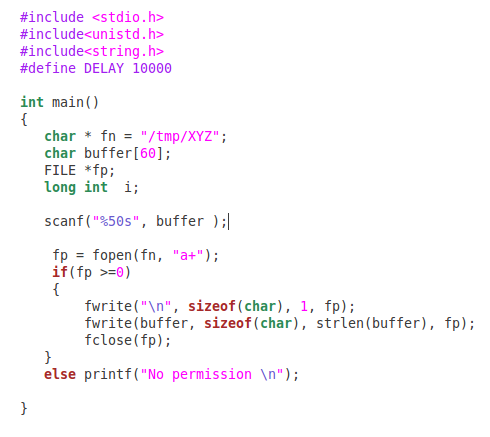 #include <stdio.h>
#include<unistd.h>
#include<string.h>
#define DELAY 10000
int main()
{
char * fn = "/tmp/XYZ";
char buffer[60];
FILE *fp;
long int  i;
scanf("%50s", buffer );
fp = fopen(fn, "a+");
if(fp >=0)
{
fwrite("\n", sizeof(char), 1, fp);
fwrite(buffer, sizeof(char), strlen(buffer), fp);
fclose(fp);
}
else printf("No permission \n");
}